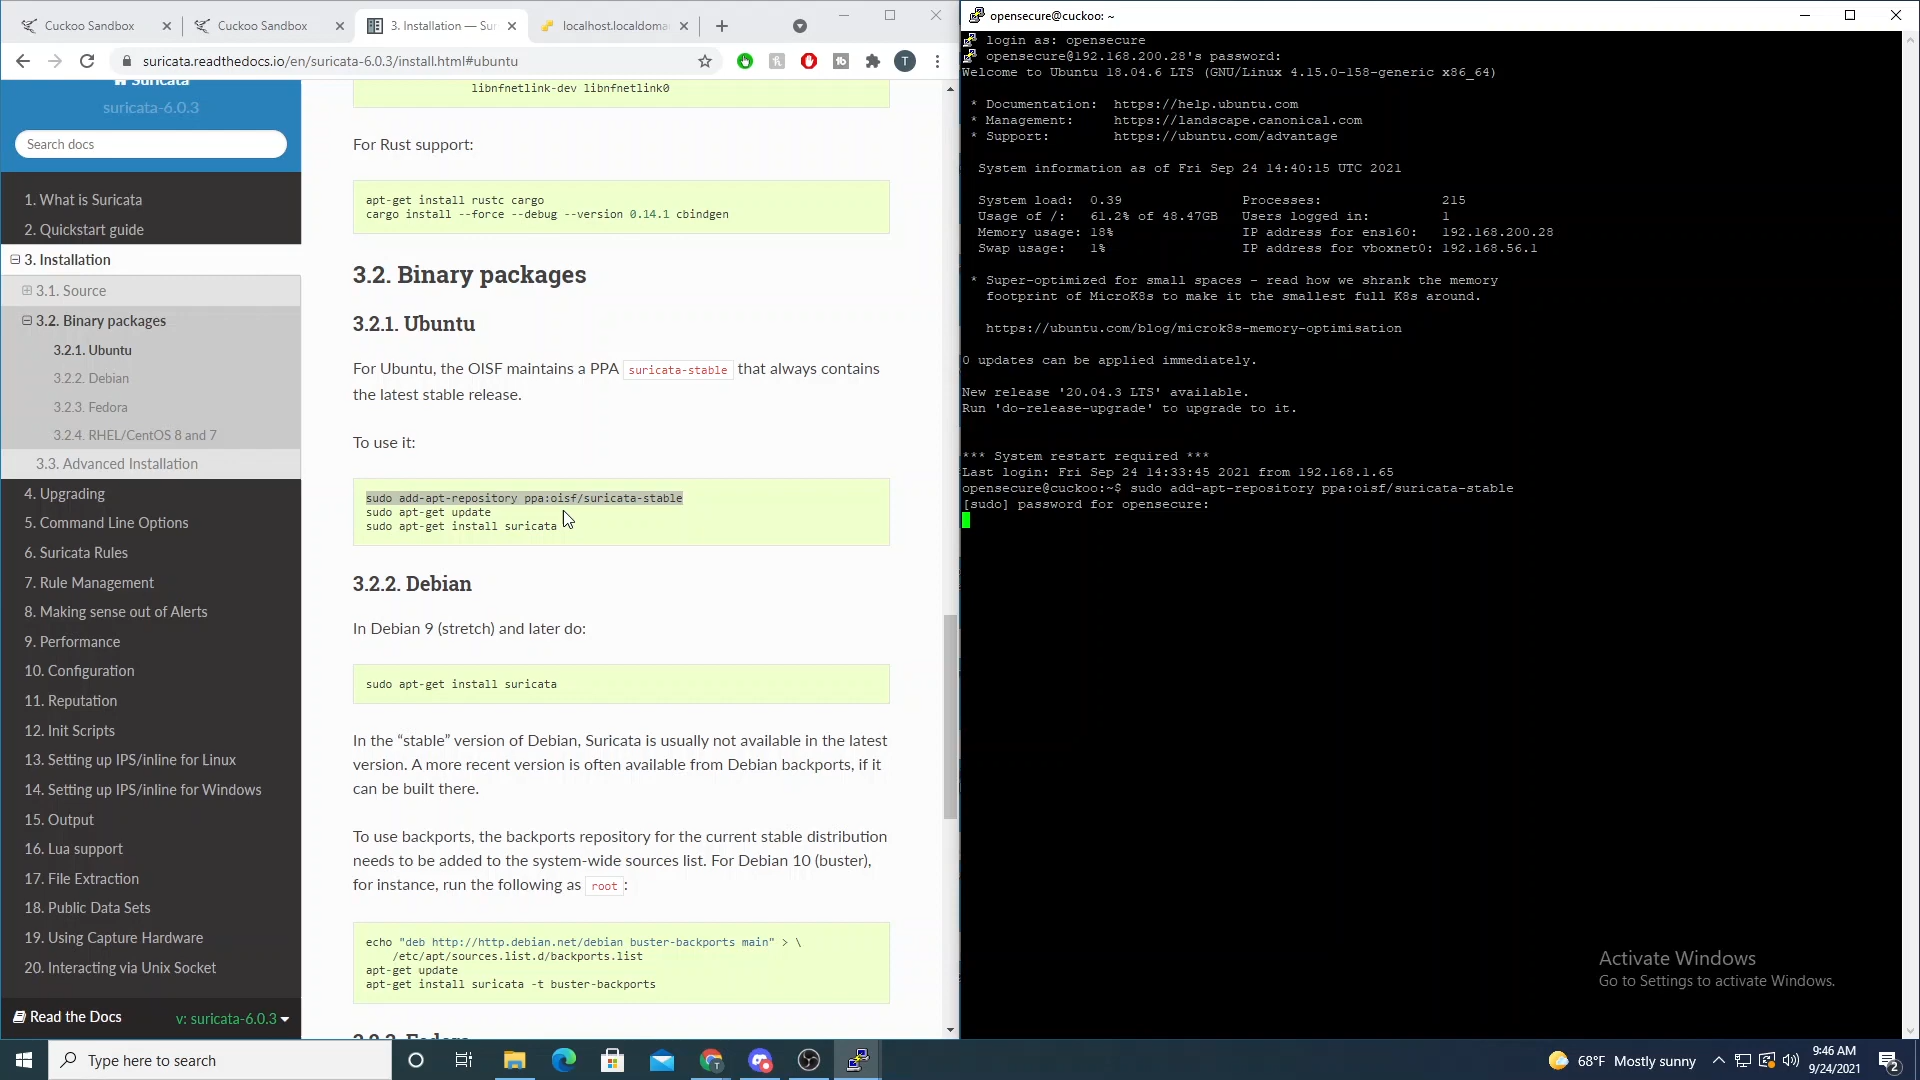 Cuckoo Sandbox
Cuckoo Sandbox
3. Installation — Sur
localhost.localdoma
suricata.readthedocs.io/en/suricata-6.0.3/install.html#ubuntu
T
Suricata
suricata-6.0.3
Search docs
1. What is Suricata
2. Quickstart guide
3. Installation
3.1. Source
3.2. Binary packages
3.2.1. Ubuntu
3.2.2. Debian
3.2.3. Fedora
3.2.4. RHEL/CentOS 8 and 7
3.3. Advanced Installation
4. Upgrading
5. Command Line Options
6. Suricata Rules
7. Rule Management
8. Making sense out of Alerts
9. Performance
10. Configuration
11. Reputation
12. Init Scripts
13. Setting up IPS/inline for Linux
14. Setting up IPS/inline for Windows
15. Output
16. Lua support
17. File Extraction
18. Public Data Sets
19. Using Capture Hardware
20. Interacting via Unix Socket
Read the Docs
v: suricata-6.0.3
libnfnetlink-dev libnfnetlink0
For Rust support:
apt-get install rustc cargo
cargo install --force --debug --version 0.14.1 cbindgen
3.2. Binary packages
3.2.1. Ubuntu
For Ubuntu, the OISF maintains a PPA suricata-stable that always contains
the latest stable release.
To use it:
sudo add-apt-repository ppa:oisf/suricata-stable
sudo apt-get update
sudo apt-get install suricata
3.2.2. Debian
In Debian 9 (stretch) and later do:
sudo apt-get install suricata
In the “stable” version of Debian, Suricata is usually not available in the latest
version. A more recent version is often available from Debian backports, if it
can be built there.
To use backports, the backports repository for the current stable distribution
needs to be added to the system-wide sources list. For Debian 10 (buster),
for instance, run the following as root:
echo "deb http://http.debian.net/debian buster-backports main" > \
/etc/apt/sources.list.d/backports.list
apt-get update
apt-get install suricata -t buster-backports
3.2.3. Fedora
opensecure@cuckoo: ~
login as: opensecure
opensecure@192.168.200.28's password:
Welcome to Ubuntu 18.04.6 LTS (GNU/Linux 4.15.0-158-generic x86_64)
* Documentation: https://help.ubuntu.com
* Management: https://landscape.canonical.com
* Support: https://ubuntu.com/advantage
System information as of Fri Sep 24 14:40:15 UTC 2021
System load: 0.39 Processes: 215
Usage of /: 61.2% of 48.47GB Users logged in: 1
Memory usage: 18% IP address for ens160: 192.168.200.28
Swap usage: 1% IP address for vboxnet0: 192.168.56.1
* Super-optimized for small spaces - read how we shrank the memory
footprint of MicroK8s to make it the smallest full K8s around.
https://ubuntu.com/blog/microk8s-memory-optimisation
0 updates can be applied immediately.
New release '20.04.3 LTS' available.
Run 'do-release-upgrade' to upgrade to it.
*** System restart required ***
Last login: Fri Sep 24 14:33:45 2021 from 192.168.1.65
opensecure@cuckoo:~$ sudo add-apt-repository ppa:oisf/suricata-stable
[sudo] password for opensecure:
Activate Windows
Go to Settings to activate Windows.
Type here to search
68°F Mostly sunny
9:46 AM
9/24/2021
2